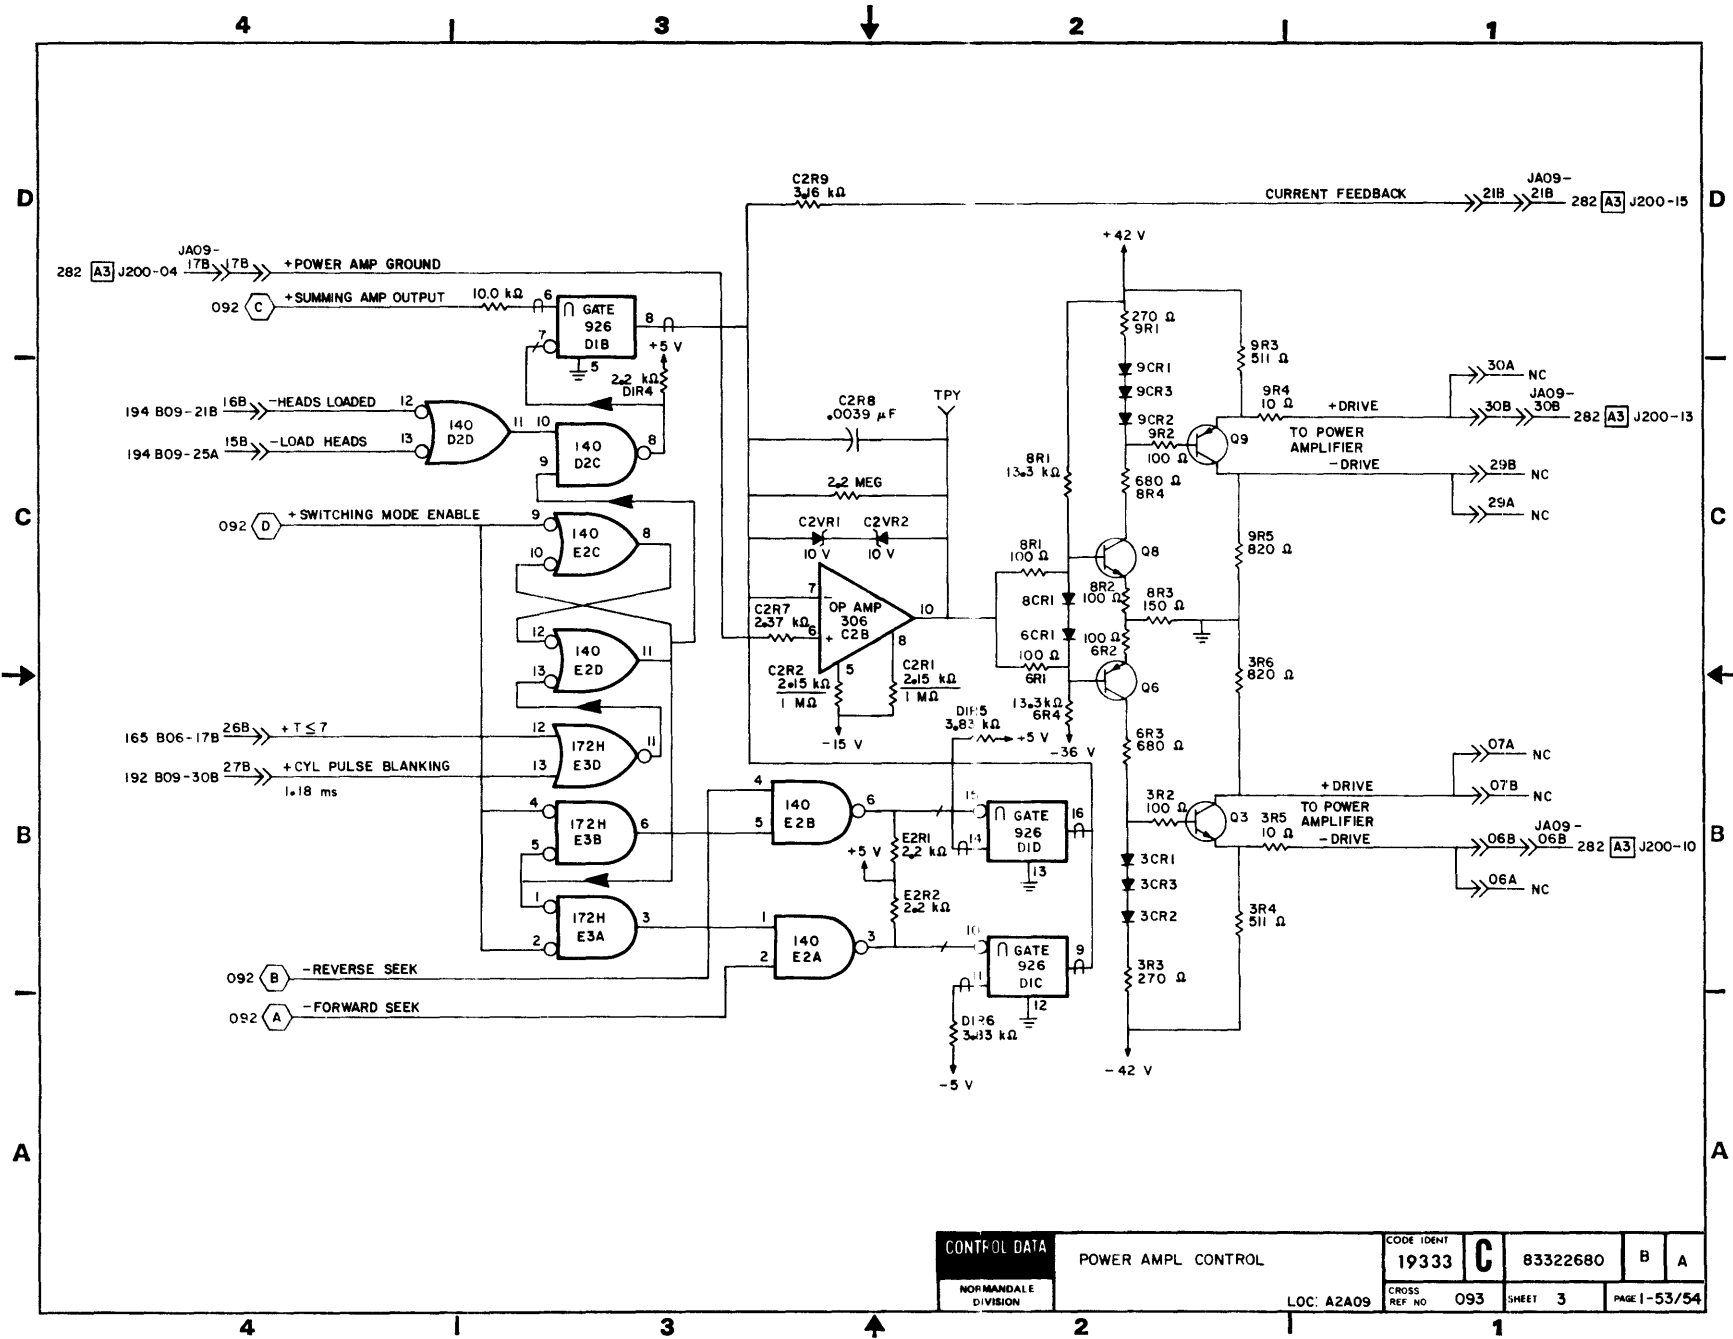 4 3 2 1
D
D
C2R9
3.16 kΩ
CURRENT FEEDBACK
21B
JA09-
21B
282 A3 J200-15
+42 V
JA09-
282 A3 J200-04
17B
17B
+POWER AMP GROUND
092 C
+SUMMING AMP OUTPUT
10.0 kΩ
6
GATE
926
D1B
7
8
5
+5 V
2.2 kΩ
D1R4
270 Ω
9R1
9CR1
9CR3
9CR2
9R2
100 Ω
9R3
511 Ω
9R4
10 Ω
+DRIVE
30A
NC
30B
JA09-
30B
282 A3 J200-13
Q9
TO POWER
AMPLIFIER
-DRIVE
29B
NC
29A
NC
194 B09-21B
16B
-HEADS LOADED
12
194 B09-25A
15B
-LOAD HEADS
13
140
D2D
11
10
9
140
D2C
8
C2R8
.0039 µF
TPY
2.2 MEG
C2VR1
10 V
C2VR2
10 V
8R1
13.3 kΩ
680 Ω
8R4
C
C
092 D
+SWITCHING MODE ENABLE
9
10
140
E2C
8
12
13
140
E2D
11
7
6
OP AMP
306
C2B
10
5
8
C2R7
2.37 kΩ
C2R2
2.15 kΩ
1 MΩ
C2R1
2.15 kΩ
1 MΩ
-15 V
8R1
100 Ω
8CR1
6CR1
100 Ω
6R1
Q8
8R2
100 Ω
8R3
150 Ω
100 Ω
6R2
Q6
9R5
820 Ω
3R6
820 Ω
13.3kΩ
6R4
-36 V
6R3
680 Ω
165 B06-17B
26B
+T≤7
12
192 B09-30B
27B
+CYL PULSE BLANKING
1.18 ms
13
172H
E3D
11
D1R5
3.83 kΩ
+5 V
07A
NC
07B
NC
+DRIVE
TO POWER
AMPLIFIER
-DRIVE
B
B
4
5
172H
E3B
6
4
5
140
E2B
6
E2R1
2.2 kΩ
+5 V
E2R2
2.2 kΩ
15
14
GATE
926
D1D
16
13
3R2
100 Ω
Q3
3R5
10 Ω
06B
JA09-
06B
282 A3 J200-10
06A
NC
3CR1
3CR3
3CR2
3R4
511 Ω
3R3
270 Ω
-42 V
1
2
172H
E3A
3
1
2
140
E2A
3
10
11
GATE
926
D1C
9
12
D1R6
3.83 kΩ
-5 V
092 B
-REVERSE SEEK
092 A
-FORWARD SEEK
A
A
CONTROL DATA
NORMANDALE
DIVISION
POWER AMPL CONTROL
LOC: A2A09
CODE IDENT
19333
C
83322680
B
A
CROSS
REF NO
093
SHEET 3
PAGE 1-53/54
4 3 2 1